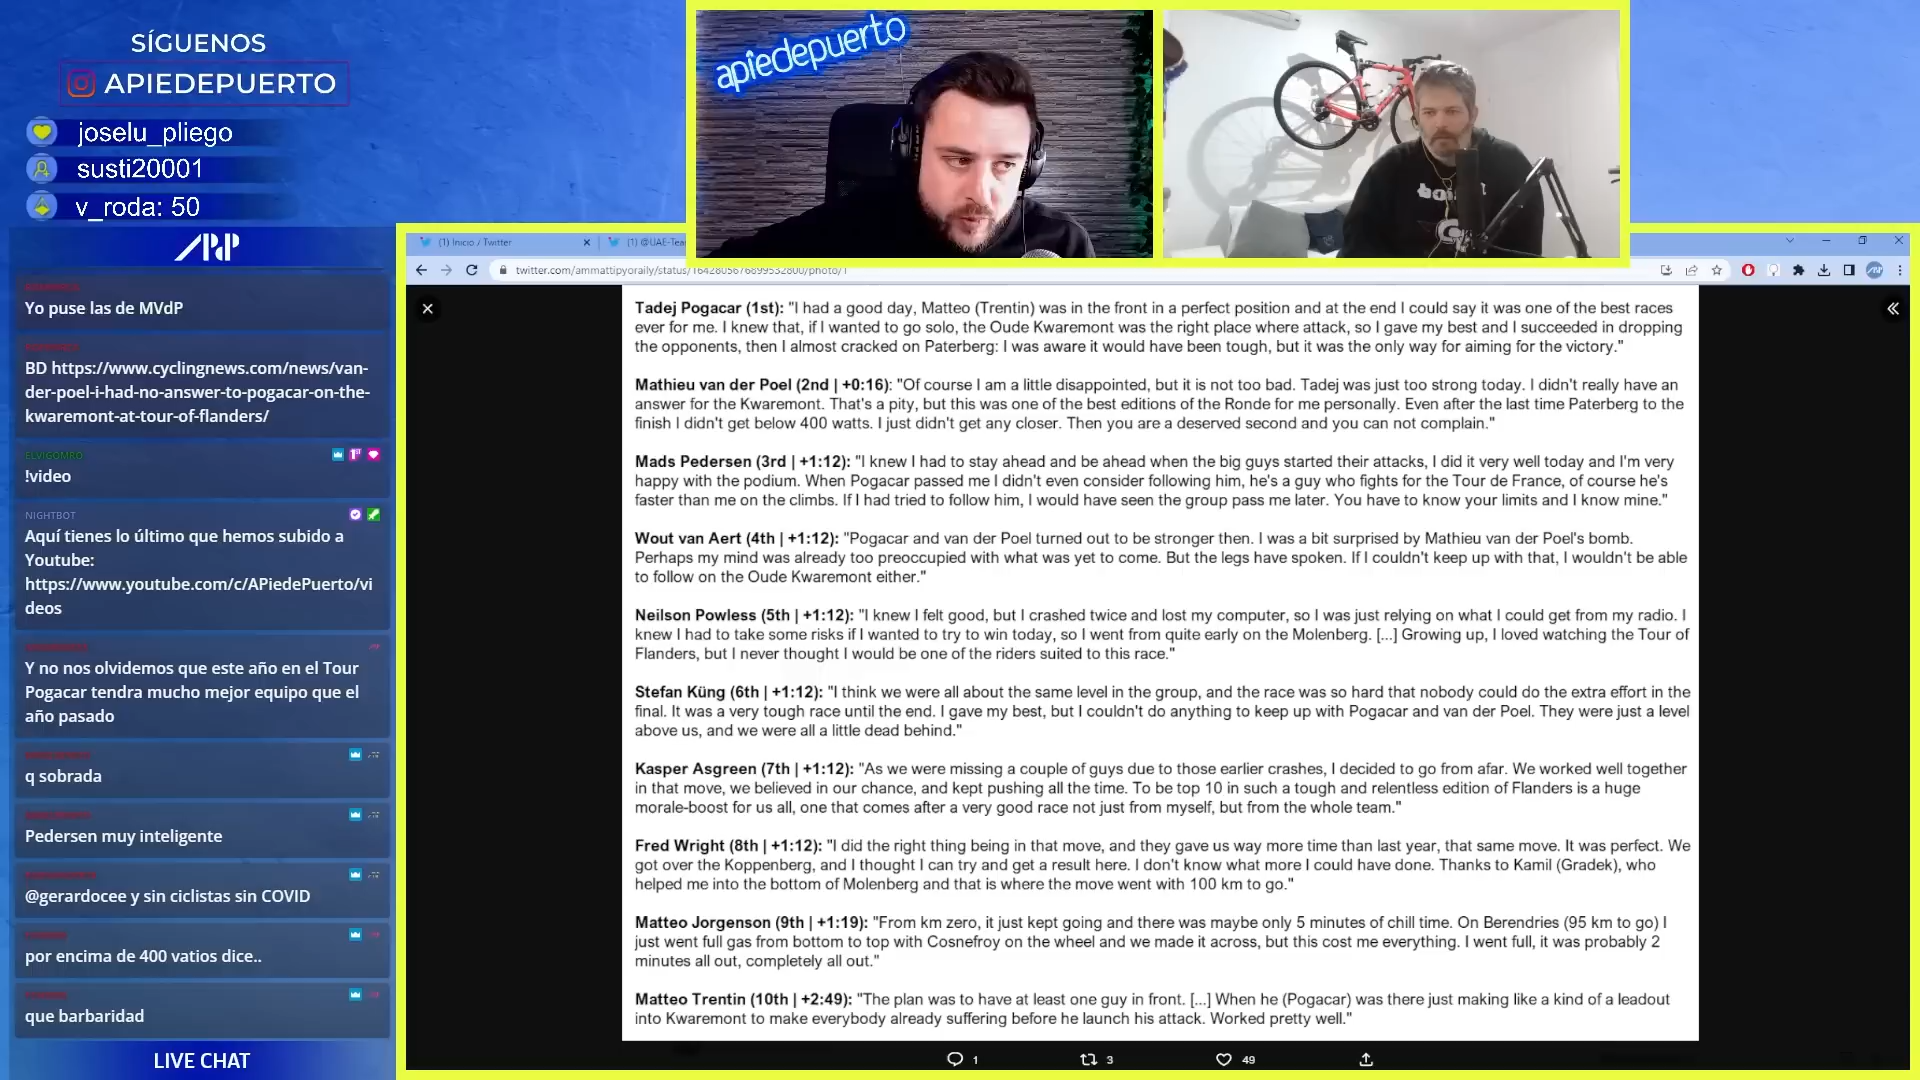 SÍGUENOS
APIEDEPUERTO
joselu_pliego
susti20001
v_roda: 50
Yo puse las de MVdP
BD https://www.cyclingnews.com/news/van-
der-poel-i-had-no-answer-to-pogacar-on-the-
kwaremont-at-tour-of-flanders/
ELVIGOMRO
!video
NIGHTBOT
Aquí tienes lo último que hemos subido a
Youtube:
https://www.youtube.com/c/APiedePuerto/vi
deos
Y no nos olvidemos que este año en el Tour
Pogacar tendra mucho mejor equipo que el
año pasado
q sobrada
Pedersen muy inteligente
@gerardocee y sin ciclistas sin COVID
por encima de 400 vatios dice..
que barbaridad
LIVE CHAT
apiedepuerto
(1) Inicio / Twitter
(1) @UAE-Tea
twitter.com/ammattipyoraily/status/1642805676899532800/photo/1
Tadej Pogacar (1st): "I had a good day, Matteo (Trentin) was in the front in a perfect position and at the end I could say it was one of the best races
ever for me. I knew that, if I wanted to go solo, the Oude Kwaremont was the right place where attack, so I gave my best and I succeeded in dropping
the opponents, then I almost cracked on Paterberg: I was aware it would have been tough, but it was the only way for aiming for the victory."
Mathieu van der Poel (2nd | +0:16): "Of course I am a little disappointed, but it is not too bad. Tadej was just too strong today. I didn't really have an
answer for the Kwaremont. That's a pity, but this was one of the best editions of the Ronde for me personally. Even after the last time Paterberg to the
finish I didn't get below 400 watts. I just didn't get any closer. Then you are a deserved second and you can not complain."
Mads Pedersen (3rd | +1:12): "I knew I had to stay ahead and be ahead when the big guys started their attacks, I did it very well today and I'm very
happy with the podium. When Pogacar passed me I didn't even consider following him, he's a guy who fights for the Tour de France, of course he's
faster than me on the climbs. If I had tried to follow him, I would have seen the group pass me later. You have to know your limits and I know mine."
Wout van Aert (4th | +1:12): "Pogacar and van der Poel turned out to be stronger then. I was a bit surprised by Mathieu van der Poel's bomb.
Perhaps my mind was already too preoccupied with what was yet to come. But the legs have spoken. If I couldn't keep up with that, I wouldn't be able
to follow on the Oude Kwaremont either."
Neilson Powless (5th | +1:12): "I knew I felt good, but I crashed twice and lost my computer, so I was just relying on what I could get from my radio. I
knew I had to take some risks if I wanted to try to win today, so I went from quite early on the Molenberg. [...] Growing up, I loved watching the Tour of
Flanders, but I never thought I would be one of the riders suited to this race."
Stefan Küng (6th | +1:12): "I think we were all about the same level in the group, and the race was so hard that nobody could do the extra effort in the
final. It was a very tough race until the end. I gave my best, but I couldn't do anything to keep up with Pogacar and van der Poel. They were just a level
above us, and we were all a little dead behind."
Kasper Asgreen (7th | +1:12): "As we were missing a couple of guys due to those earlier crashes, I decided to go from afar. We worked well together
in that move, we believed in our chance, and kept pushing all the time. To be top 10 in such a tough and relentless edition of Flanders is a huge
morale-boost for us all, one that comes after a very good race not just from myself, but from the whole team."
Fred Wright (8th | +1:12): "I did the right thing being in that move, and they gave us way more time than last year, that same move. It was perfect. We
got over the Koppenberg, and I thought I can try and get a result here. I don't know what more I could have done. Thanks to Kamil (Gradek), who
helped me into the bottom of Molenberg and that is where the move went with 100 km to go."
Matteo Jorgenson (9th | +1:19): "From km zero, it just kept going and there was maybe only 5 minutes of chill time. On Berendries (95 km to go) I
just went full gas from bottom to top with Cosnefroy on the wheel and we made it across, but this cost me everything. I went full, it was probably 2
minutes all out, completely all out."
Matteo Trentin (10th | +2:49): "The plan was to have at least one guy in front. [...] When he (Pogacar) was there just making like a kind of a leadout
into Kwaremont to make everybody already suffering before he launch his attack. Worked pretty well."
1
3
49